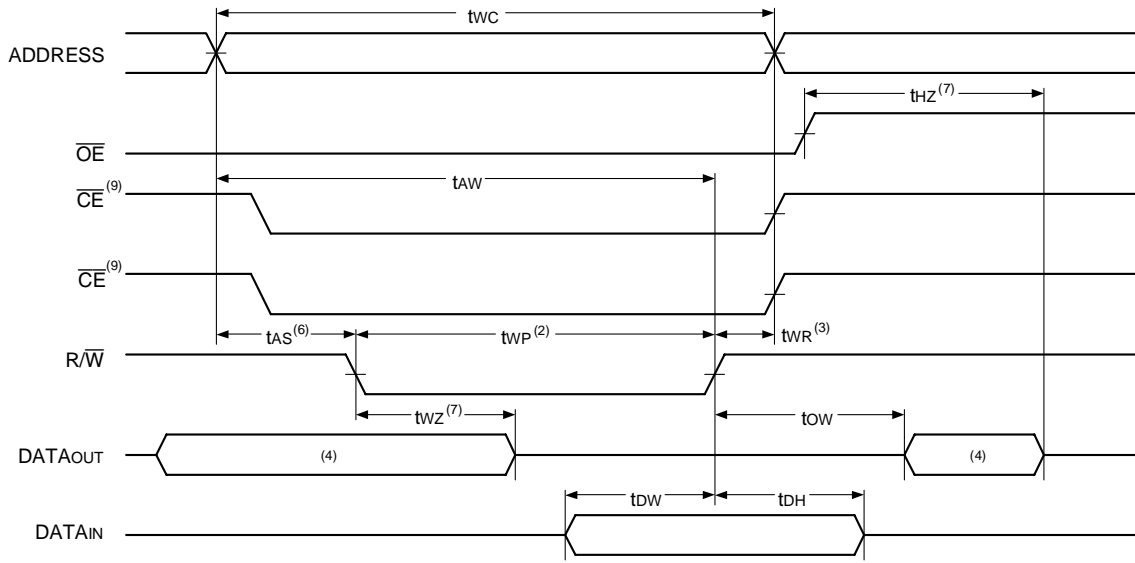 tWC
ADDRESS
tHZ(7)
OE
tAW
CE(9)
CE(9)
tAS(6) tWP(2) tWR(3)
R/W
tWZ(7) tOW
DATAOUT (4) (4)
tDW tDH
DATAIN